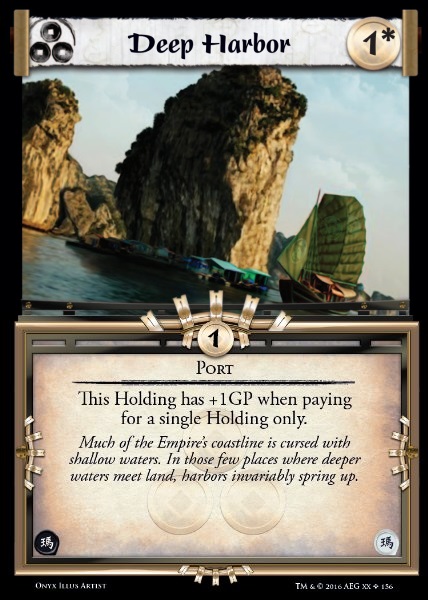 Deep Harbor
1*
1
Port
This Holding has +1GP when paying
for a single Holding only.
Much of the Empire's coastline is cursed with
shallow waters. In those few places where deeper
waters meet land, harbors invariably spring up.
瑪 瑪
Onyx Illus Artist TM & © 2016 AEG XX ❖ 156